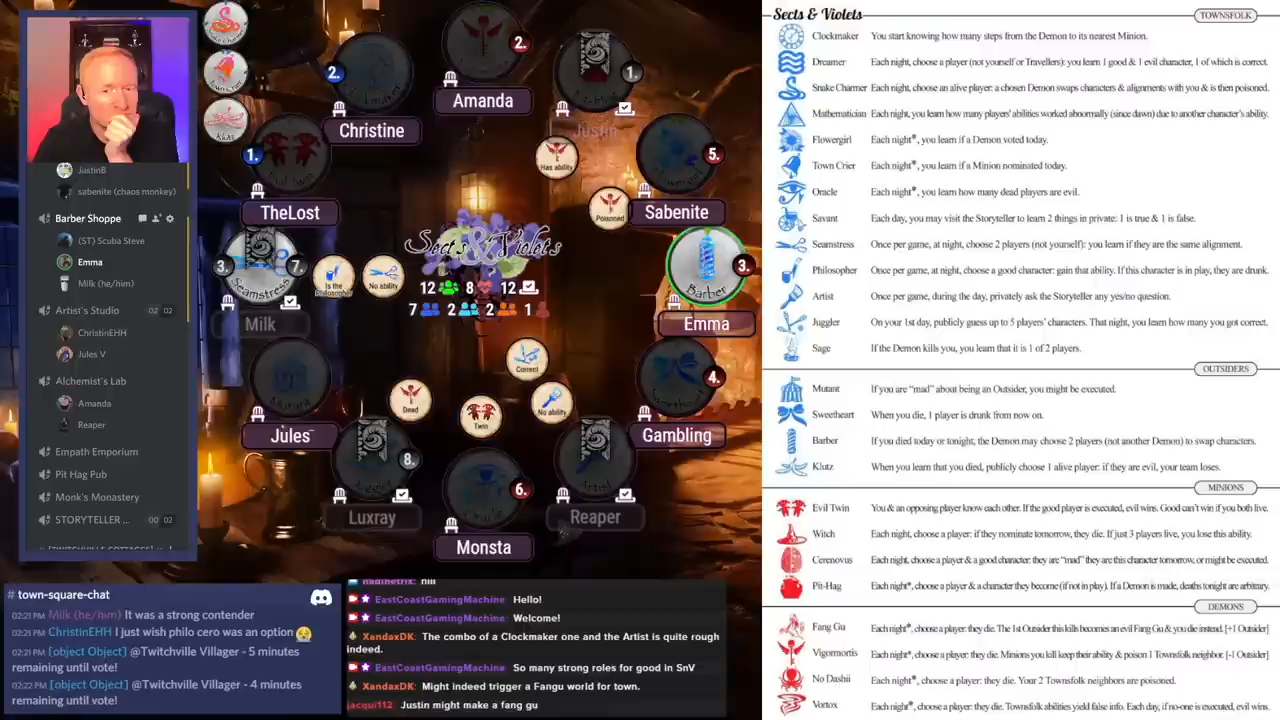 JustinB
sabenite (chaos monkey)
Barber Shoppe
(ST) Scuba Steve
Emma
Milk (he/him)
Artist's Studio 02 02
ChristinEHH
Jules V
Alchemist's Lab
Amanda
Reaper
Empath Emporium
Pit Hag Pub
Monk's Monastery
STORYTELLER ... 00 02
2.
Amanda
2.
Christine
1.
Justin
1.
TheLost
Has ability
5.
Sabenite
Poisoned
3.
7.
Seamstress
Milk
Is the Philosopher
No ability
Sects & Violets
12 8 12
7 2 2 1
3.
Barber
Emma
Jules
Dead
Twin
Correct
No ability
4.
Gambling
8.
Luxray
6.
Monsta
Reaper
# town-square-chat
02:21 PM Milk (he/him) It was a strong contender
02:21 PM ChristinEHH I just wish philo cero was an option
02:21 PM [object Object] @Twitchville Villager - 5 minutes
remaining until vote!
02:22 PM [object Object] @Twitchville Villager - 4 minutes
remaining until vote!
EastCoastGamingMachine: Hello!
EastCoastGamingMachine: Welcome!
XandaxDK: The combo of a Clockmaker one and the Artist is quite rough
indeed.
EastCoastGamingMachine: So many strong roles for good in SnV
XandaxDK: Might indeed trigger a Fangu world for town.
jacqui112 Justin might make a fang gu
Sects & Violets
TOWNSFOLK
Clockmaker You start knowing how many steps from the Demon to its nearest Minion.
Dreamer Each night, choose a player (not yourself or Travellers): you learn 1 good & 1 evil character, 1 of which is correct.
Snake Charmer Each night, choose an alive player: a chosen Demon swaps characters & alignments with you & is then poisoned.
Mathematician Each night, you learn how many players' abilities worked abnormally (since dawn) due to another character's ability.
Flowergirl Each night*, you learn if a Demon voted today.
Town Crier Each night*, you learn if a Minion nominated today.
Oracle Each night*, you learn how many dead players are evil.
Savant Each day, you may visit the Storyteller to learn 2 things in private: 1 is true & 1 is false.
Seamstress Once per game, at night, choose 2 players (not yourself): you learn if they are the same alignment.
Philosopher Once per game, at night, choose a good character: gain that ability. If this character is in play, they are drunk.
Artist Once per game, during the day, privately ask the Storyteller any yes/no question.
Juggler On your 1st day, publicly guess up to 5 players' characters. That night, you learn how many you got correct.
Sage If the Demon kills you, you learn that it is 1 of 2 players.
OUTSIDERS
Mutant If you are "mad" about being an Outsider, you might be executed.
Sweetheart When you die, 1 player is drunk from now on.
Barber If you died today or tonight, the Demon may choose 2 players (not another Demon) to swap characters.
Klutz When you learn that you died, publicly choose 1 alive player: if they are evil, your team loses.
MINIONS
Evil Twin You & an opposing player know each other. If the good player is executed, evil wins. Good can't win if you both live.
Witch Each night, choose a player: if they nominate tomorrow, they die. If just 3 players live, you lose this ability.
Cerenovus Each night, choose a player & a good character: they are "mad" they are this character tomorrow, or might be executed.
Pit-Hag Each night*, choose a player & a character they become (if not in play). If a Demon is made, deaths tonight are arbitrary.
DEMONS
Fang Gu Each night*, choose a player: they die. The 1st Outsider this kills becomes an evil Fang Gu & you die instead. [+1 Outsider]
Vigormortis Each night*, choose a player: they die. Minions you kill keep their ability & poison 1 Townsfolk neighbor. [-1 Outsider]
No Dashii Each night*, choose a player: they die. Your 2 Townsfolk neighbors are poisoned.
Vortox Each night*, choose a player: they die. Townsfolk abilities yield false info. Each day, if no-one is executed, evil wins.